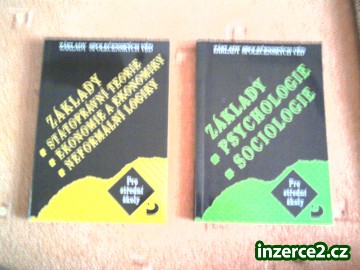 ZÁKLADY SPOLEČENSKÝCH VĚD
ZÁKLADY
STÁTOPRÁVNÍ TEORIE
EKONOMIE A EKONOMIKY
NEFORMÁLNÍ LOGIKY
Pro
střední
školy
ZÁKLADY SPOLEČENSKÝCH VĚD
ZÁKLADY
PSYCHOLOGIE
SOCIOLOGIE
Pro
střední
školy
inzerce2.cz